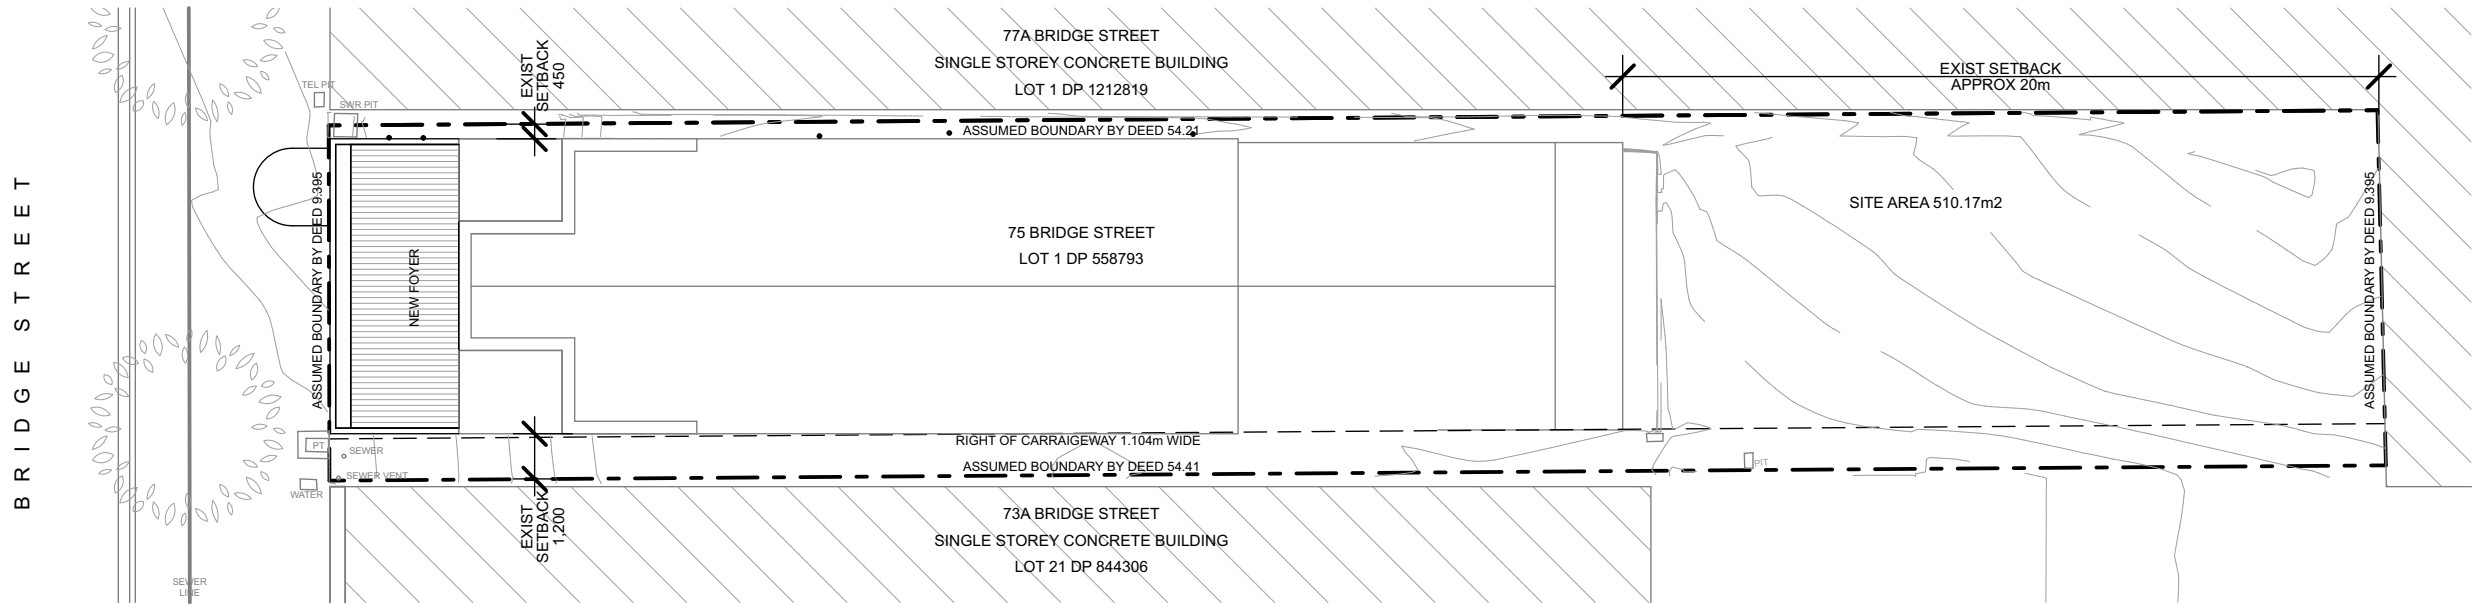 BRIDGE STREET
77A BRIDGE STREET
SINGLE STOREY CONCRETE BUILDING
LOT 1 DP 1212819
EXIST
SETBACK
450
EXIST SETBACK
APPROX 20m
TEL PIT
SWR PIT
ASSUMED BOUNDARY BY DEED 54.21
ASSUMED BOUNDARY BY DEED 9.395
NEW FOYER
75 BRIDGE STREET
LOT 1 DP 558793
SITE AREA 510.17m2
ASSUMED BOUNDARY BY DEED 9.395
PT
SEWER
SEWER VENT
WATER
RIGHT OF CARRAIGEWAY 1.104m WIDE
ASSUMED BOUNDARY BY DEED 54.41
PIT
EXIST
SETBACK
1,200
73A BRIDGE STREET
SINGLE STOREY CONCRETE BUILDING
LOT 21 DP 844306
SEWER
LINE